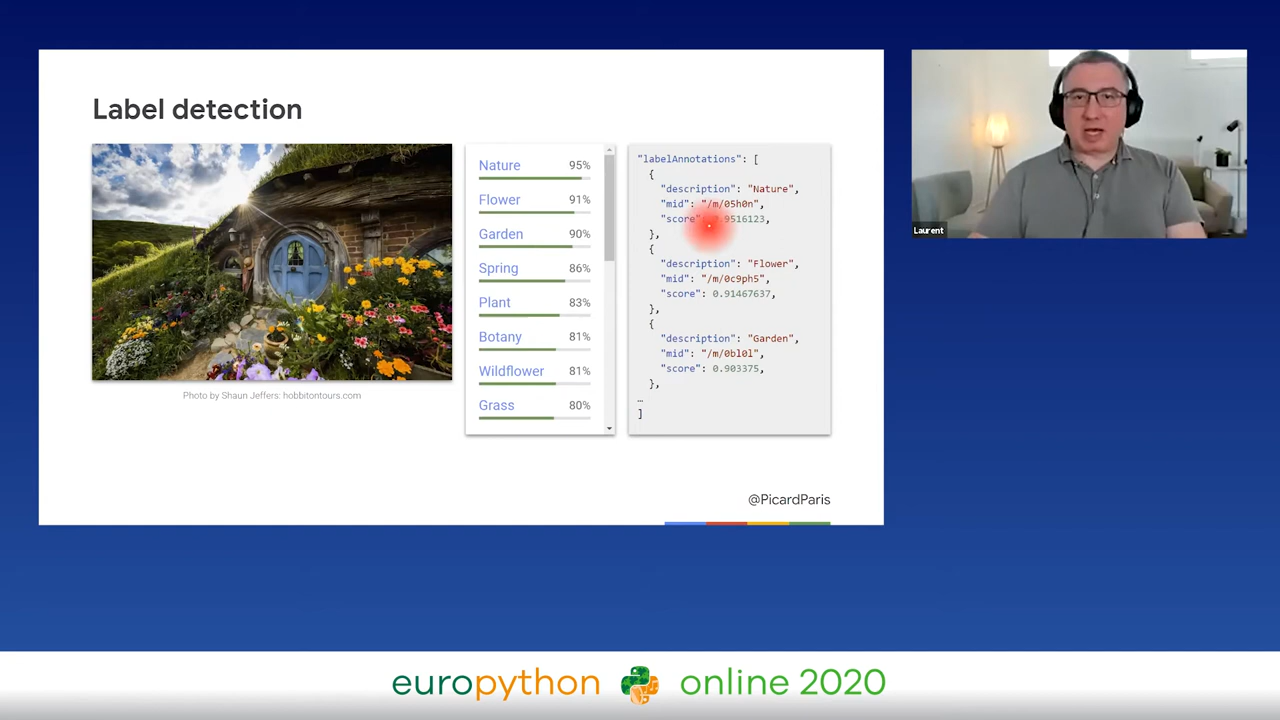 Label detection
Photo by Shaun Jeffers: hobbitontours.com
Nature 95%
Flower 91%
Garden 90%
Spring 86%
Plant 83%
Botany 81%
Wildflower 81%
Grass 80%
"labelAnnotations": [
{
"description": "Nature",
"mid": "/m/05h0n",
"score": .9516123,
},
{
"description": "Flower",
"mid": "/m/0c9ph5",
"score": 0.91467637,
},
{
"description": "Garden",
"mid": "/m/0bl0l",
"score": 0.903375,
},
…
]
@PicardParis
Laurent
europython online 2020